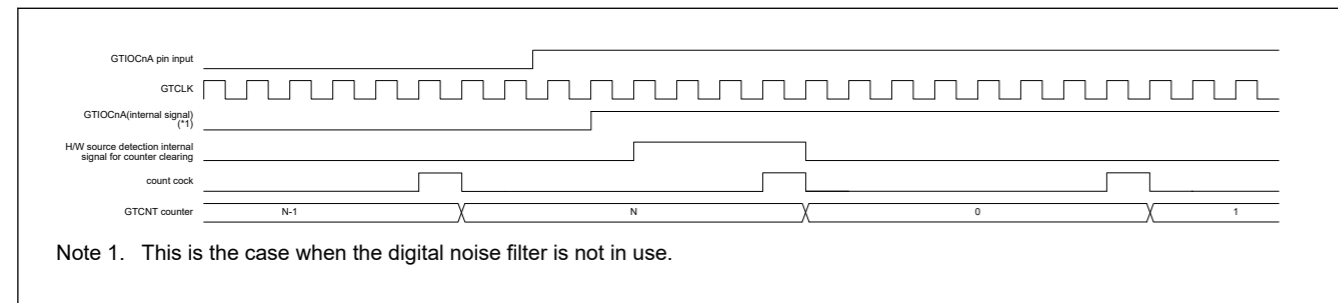 GTIOCnA pin input
GTCLK
GTIOCnA(internal signal)
(*1)
H/W source detection internal
signal for counter clearing
count cock
GTCNT counter N-1 N 0 1
Note 1. This is the case when the digital noise filter is not in use.